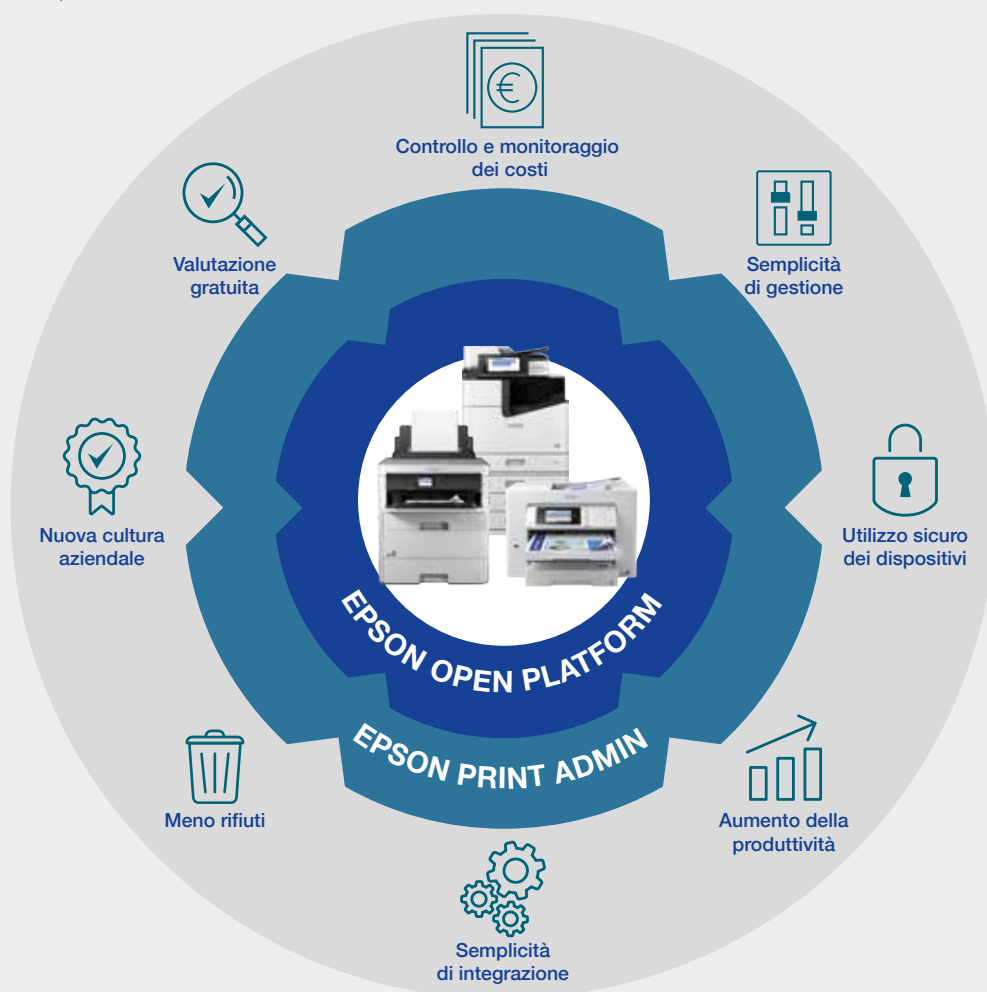 Controllo e monitoraggio
dei costi
Valutazione
gratuita
Semplicità
di gestione
Nuova cultura
aziendale
Utilizzo sicuro
dei dispositivi
EPSON OPEN PLATFORM
EPSON PRINT ADMIN
Meno rifiuti
Aumento della
produttività
Semplicità
di integrazione